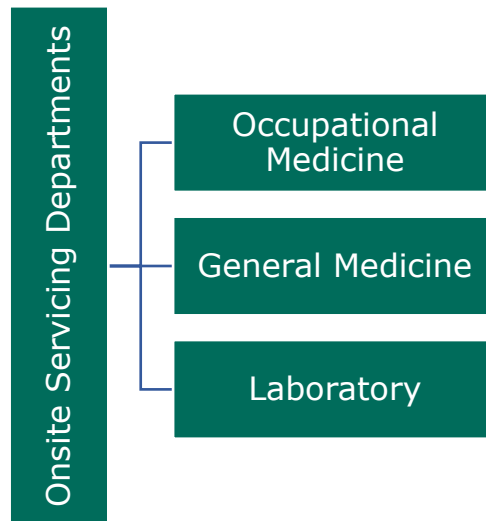 Onsite Servicing Departments
Occupational
Medicine
General Medicine
Laboratory